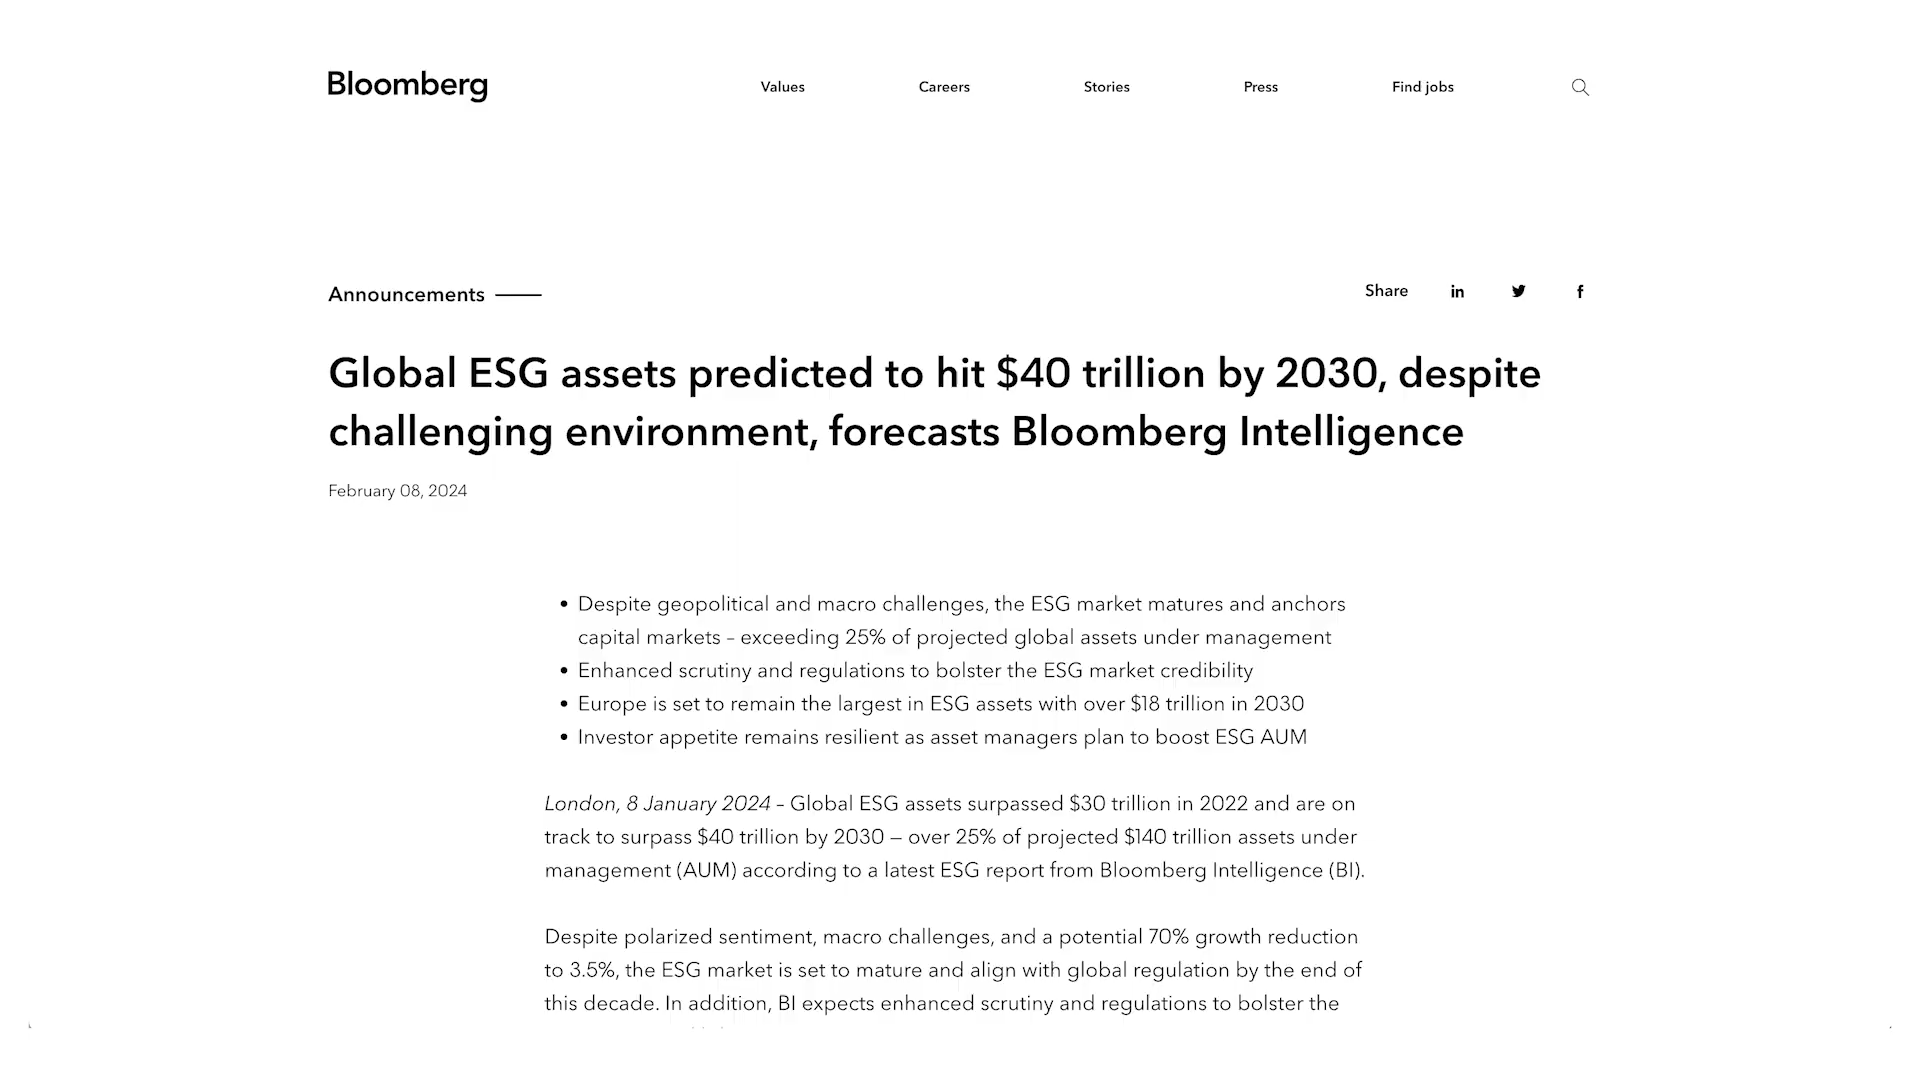 Bloomberg
Values Careers Stories Press Find jobs
Announcements
Share
Global ESG assets predicted to hit $40 trillion by 2030, despite
challenging environment, forecasts Bloomberg Intelligence
February 08, 2024
• Despite geopolitical and macro challenges, the ESG market matures and anchors
capital markets – exceeding 25% of projected global assets under management
• Enhanced scrutiny and regulations to bolster the ESG market credibility
• Europe is set to remain the largest in ESG assets with over $18 trillion in 2030
• Investor appetite remains resilient as asset managers plan to boost ESG AUM
London, 8 January 2024 – Global ESG assets surpassed $30 trillion in 2022 and are on
track to surpass $40 trillion by 2030 — over 25% of projected $140 trillion assets under
management (AUM) according to a latest ESG report from Bloomberg Intelligence (BI).
Despite polarized sentiment, macro challenges, and a potential 70% growth reduction
to 3.5%, the ESG market is set to mature and align with global regulation by the end of
this decade. In addition, BI expects enhanced scrutiny and regulations to bolster the